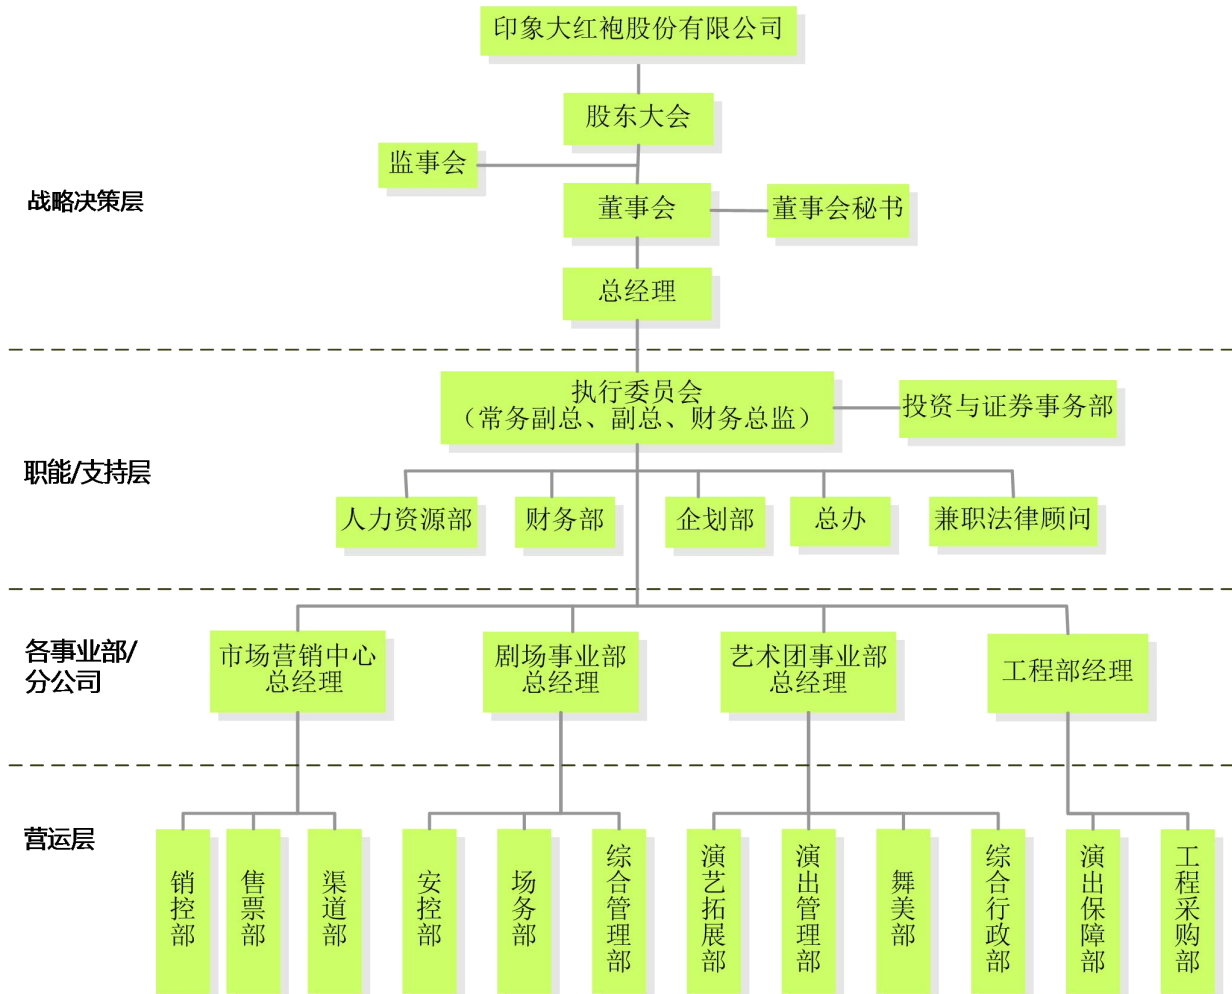 印象大红袍股份有限公司
股东大会
监事会
战略决策层
董事会
董事会秘书
总经理
执行委员会
（常务副总、副总、财务总监）
投资与证券事务部
职能/支持层
人力资源部
财务部
企划部
总办
兼职法律顾问
各事业部/
分公司
市场营销中心
总经理
剧场事业部
总经理
艺术团事业部
总经理
工程部经理
营运层
销控部
售票部
渠道部
安控部
场务部
综合管理部
演艺拓展部
演出管理部
舞美部
综合行政部
演出保障部
工程采购部